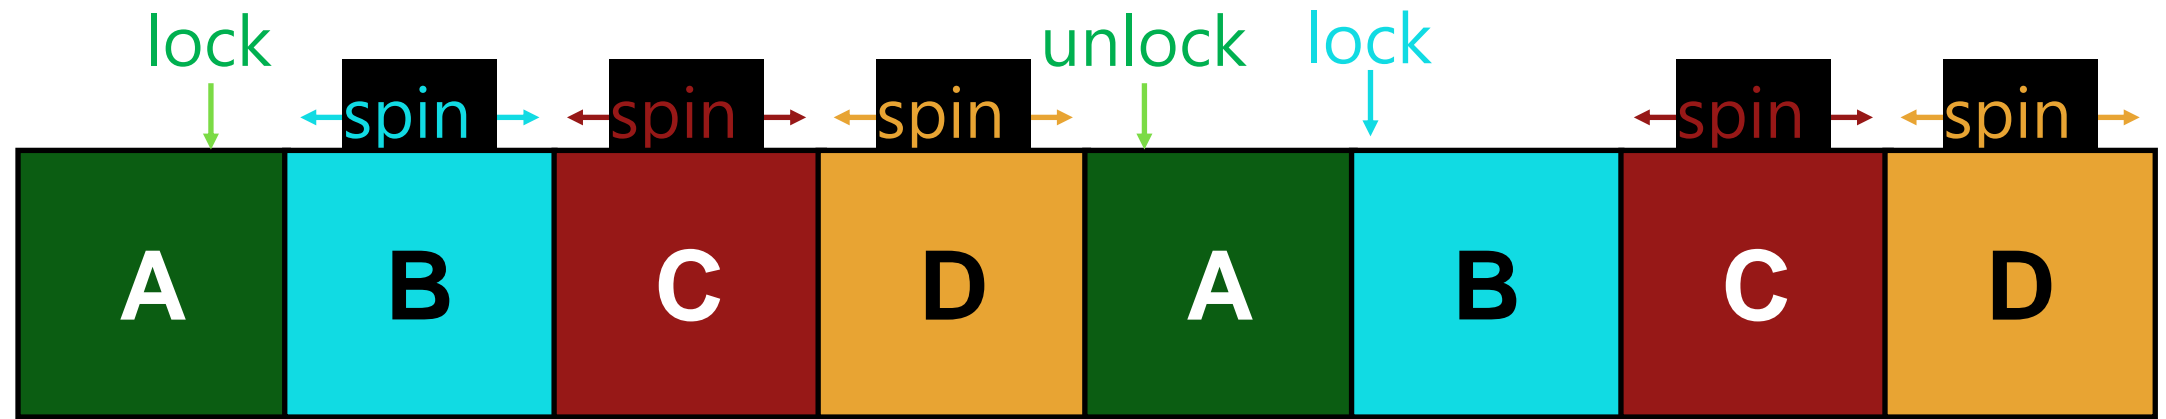 lock unlock lock
spin spin spin spin spin
A B C D A B C D